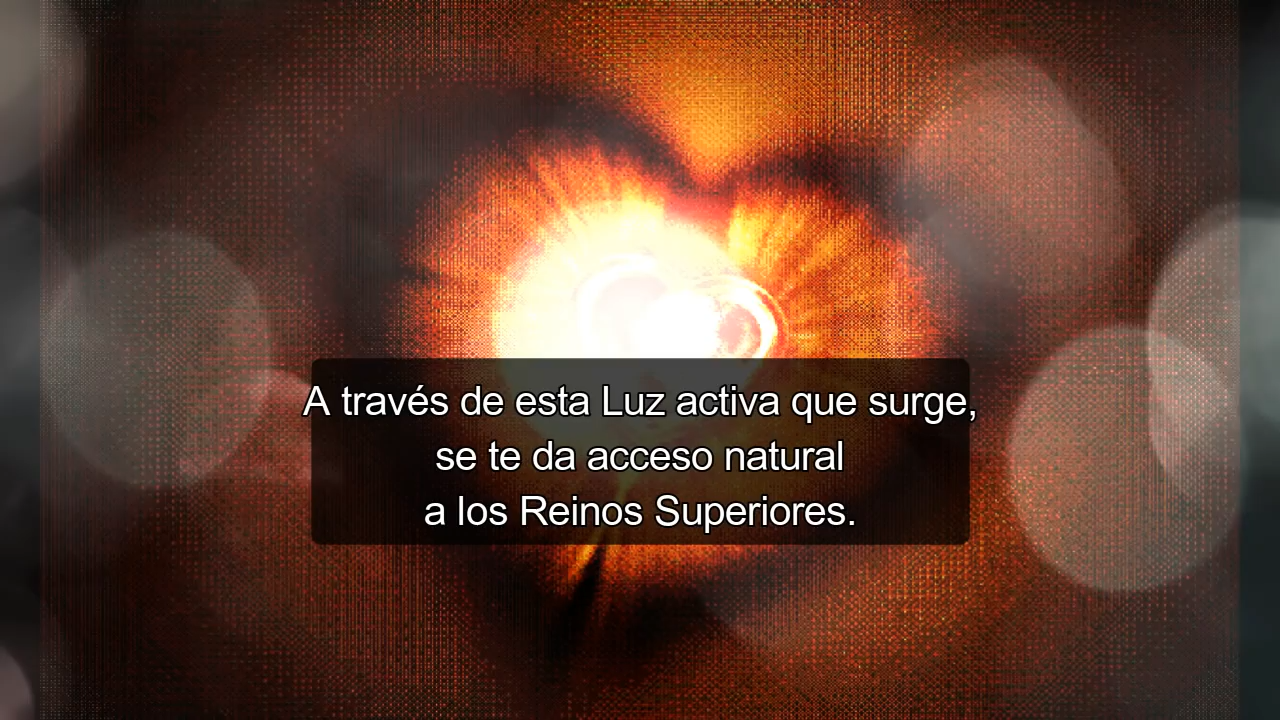 A través de esta Luz activa que surge,
se te da acceso natural
a los Reinos Superiores.